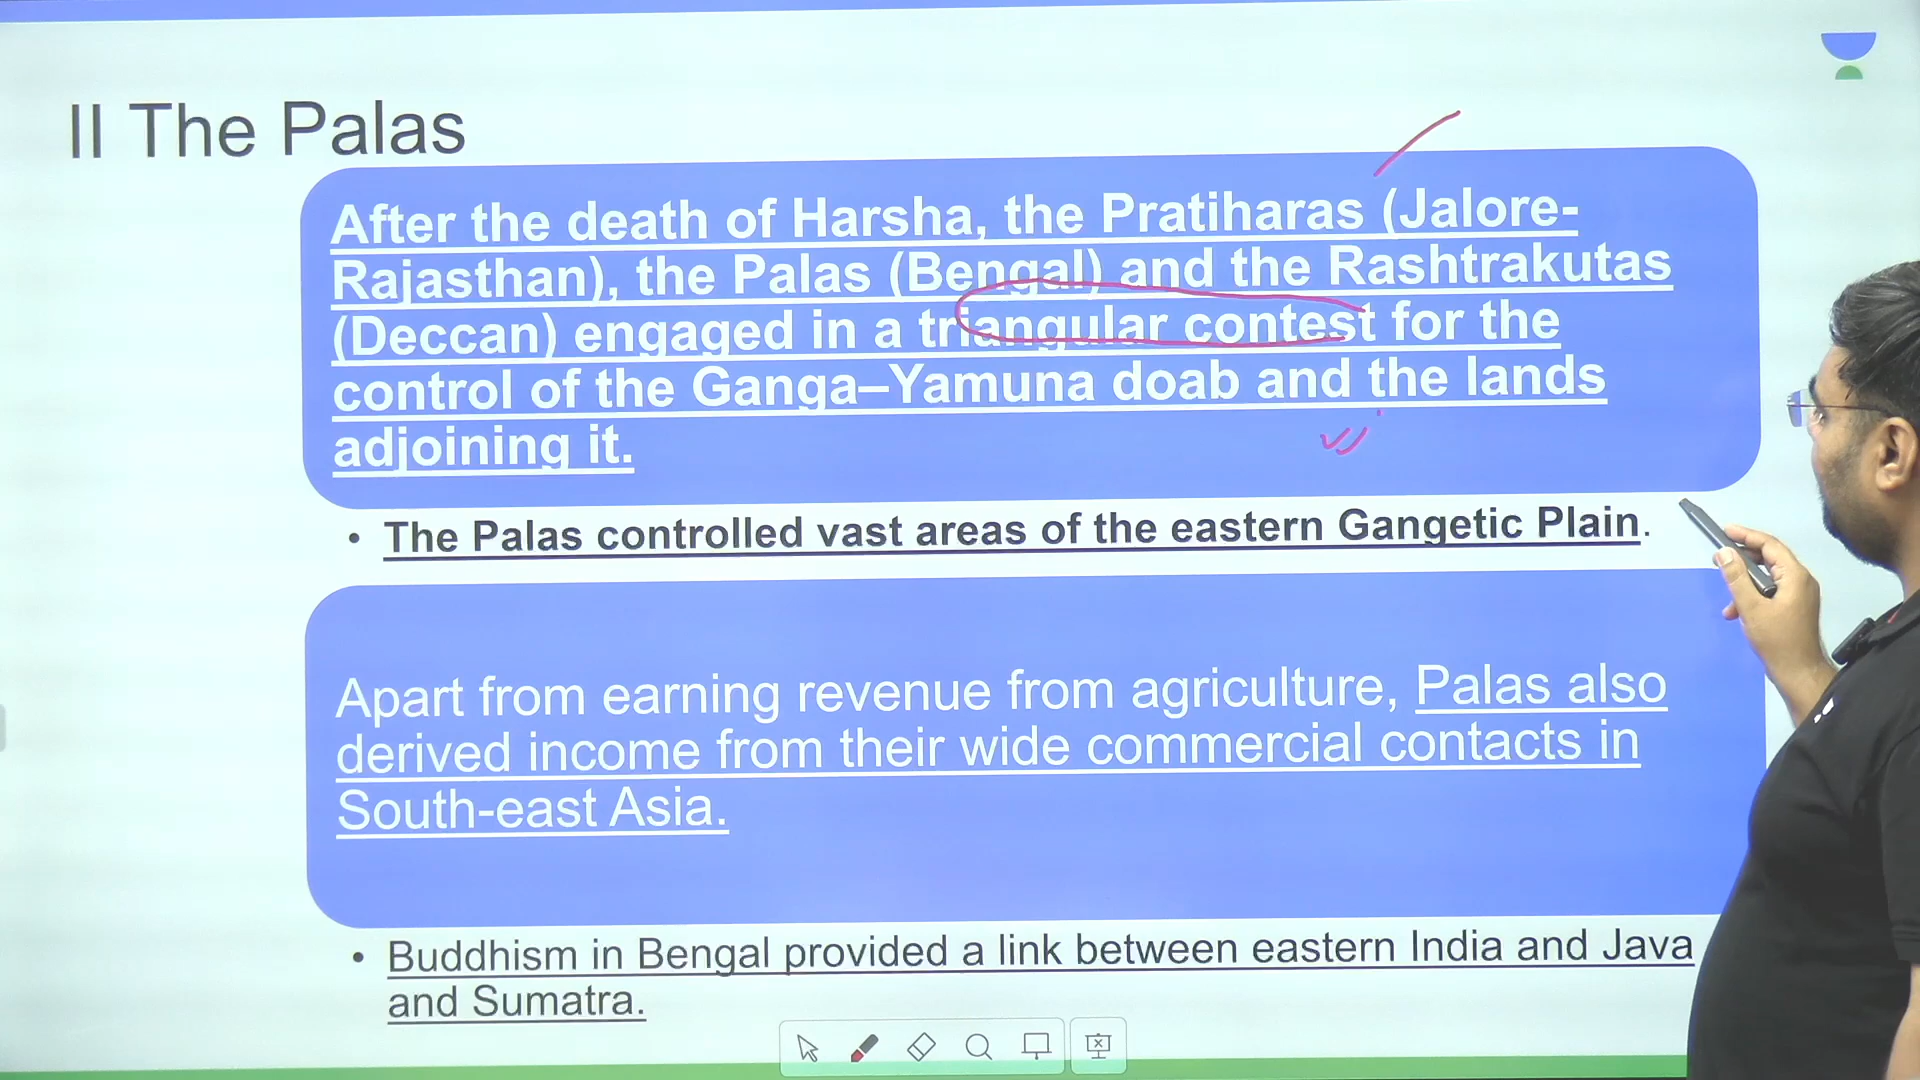 II The Palas
After the death of Harsha, the Pratiharas (Jalore-
Rajasthan), the Palas (Bengal) and the Rashtrakutas
(Deccan) engaged in a triangular contest for the
control of the Ganga–Yamuna doab and the lands
adjoining it.
• The Palas controlled vast areas of the eastern Gangetic Plain.
Apart from earning revenue from agriculture, Palas also
derived income from their wide commercial contacts in
South-east Asia.
• Buddhism in Bengal provided a link between eastern India and Java
and Sumatra.